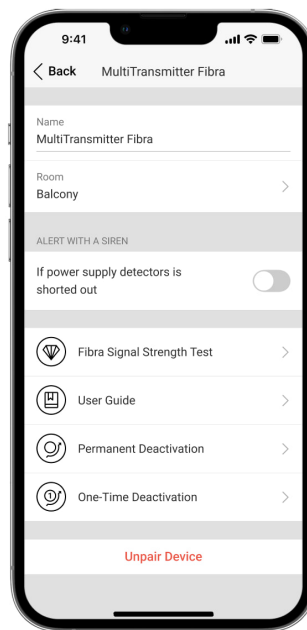 9:41
Back MultiTransmitter Fibra
Name
MultiTransmitter Fibra
Room
Balcony
ALERT WITH A SIREN
If power supply detectors is
shorted out
Fibra Signal Strength Test
User Guide
Permanent Deactivation
1 One-Time Deactivation
Unpair Device